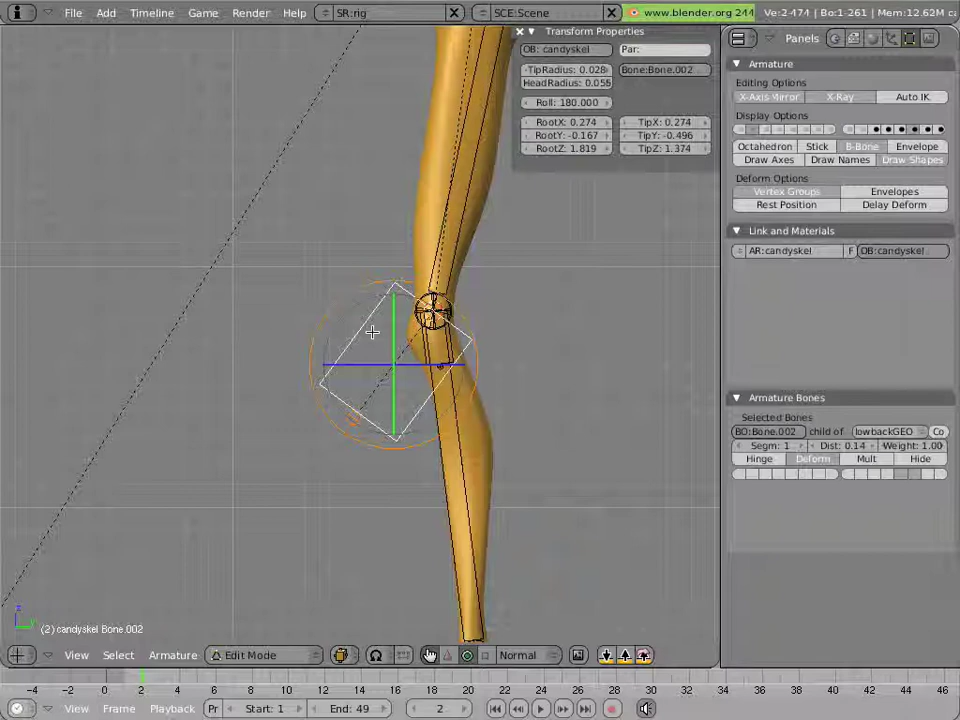 File Add Timeline Game Render Help SR:rig SCE:Scene www.blender.org 244 Ve:2-474 | Bo:1-261 | Mem:12.62M
Transform Properties
OB: candyskel Par:
TipRadius: 0.028 Bone:Bone.002
HeadRadius: 0.055
Roll: 180.000
RootX: 0.274 TipX: 0.274
RootY: -0.167 TipY: -0.496
RootZ: 1.819 TipZ: 1.374
Panels
Armature
Editing Options
X-Axis Mirror X-Ray Auto IK
Display Options
Octahedron Stick B-Bone Envelope
Draw Axes Draw Names Draw Shapes
Deform Options
Vertex Groups Envelopes
Rest Position Delay Deform
Link and Materials
AR:candyskel F OB:candyskel
Armature Bones
Selected Bones
BO:Bone.002 child of lowbackGEO Co
Segm: 1 Dist: 0.14 Weight: 1.00
Hinge Deform Mult Hide
z
y
(2) candyskel Bone.002
View Select Armature Edit Mode Normal
-4 -2 0 2 4 6 8 10 12 14 16 18 20 22 24 26 28 30 32 34 36 38 40 42 44 46
View Frame Playback Pr Start: 1 End: 49 2